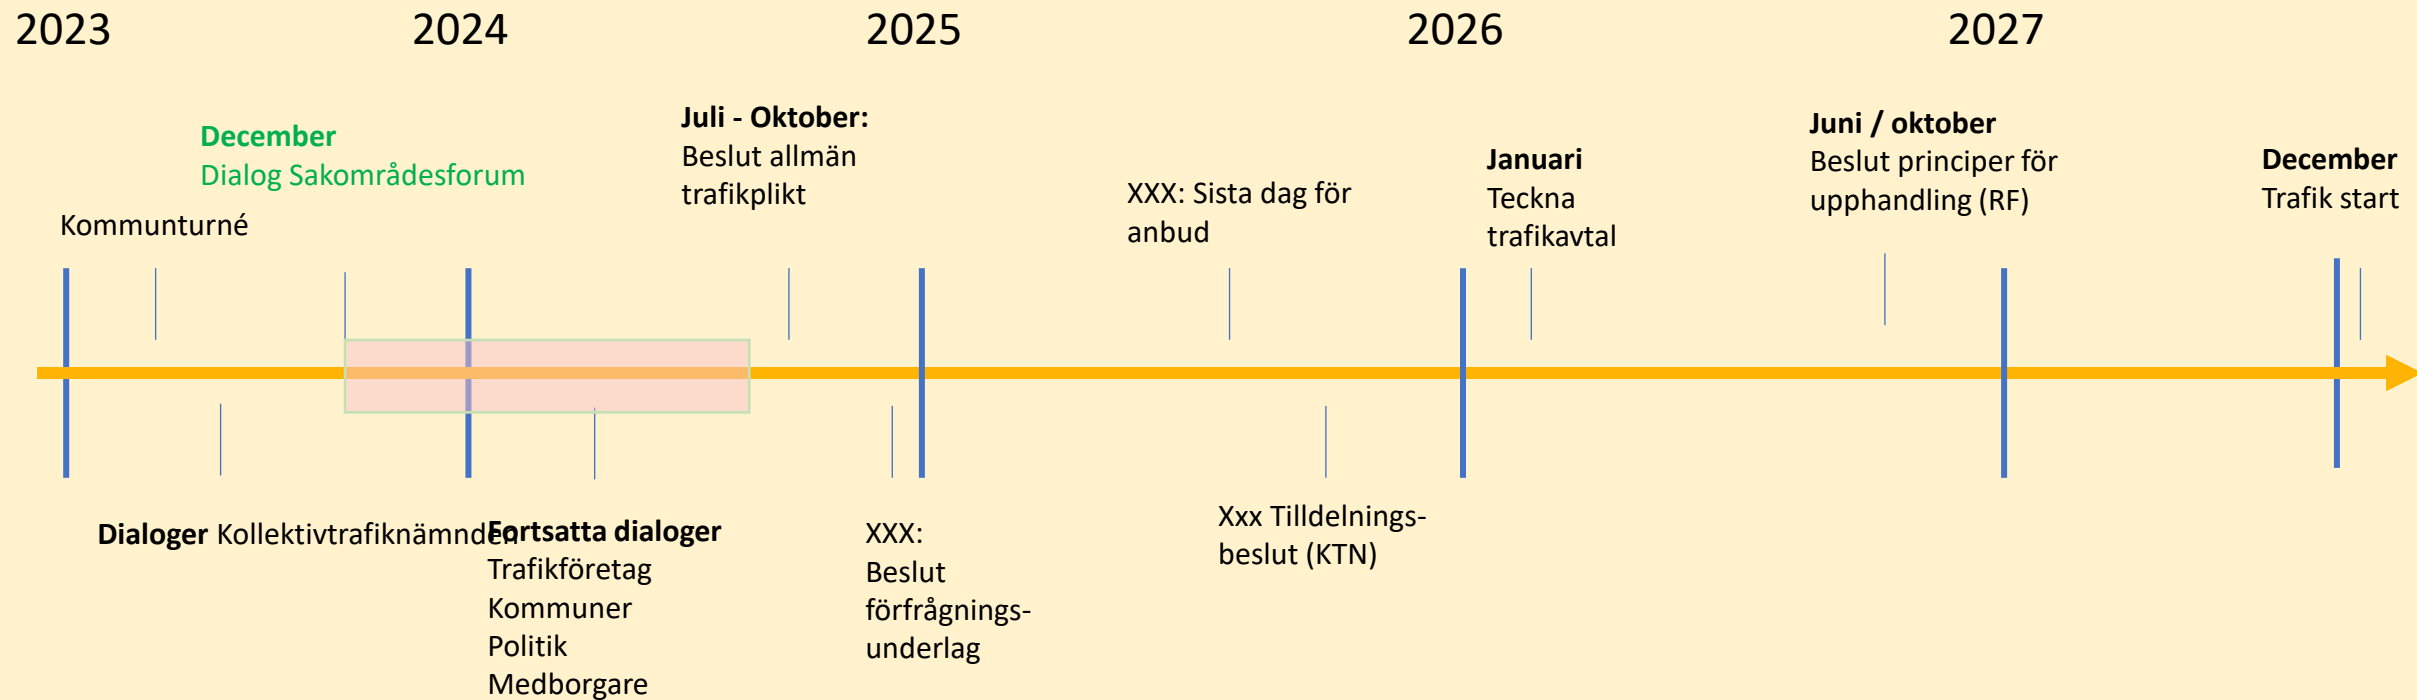 2023
2024
2025
2026
2027
December
Dialog Sakområdesforum
Kommunturné
Juli - Oktober:
Beslut allmän
trafikplikt
XXX: Sista dag för
anbud
Januari
Teckna
trafikavtal
Juni / oktober
Beslut principer för
upphandling (RF)
December
Trafik start
Dialoger Kollektivtrafiknämnden
Fortsatta dialoger
Trafikföretag
Kommuner
Politik
Medborgare
XXX:
Beslut
förfrågnings-
underlag
Xxx Tilldelnings-
beslut (KTN)